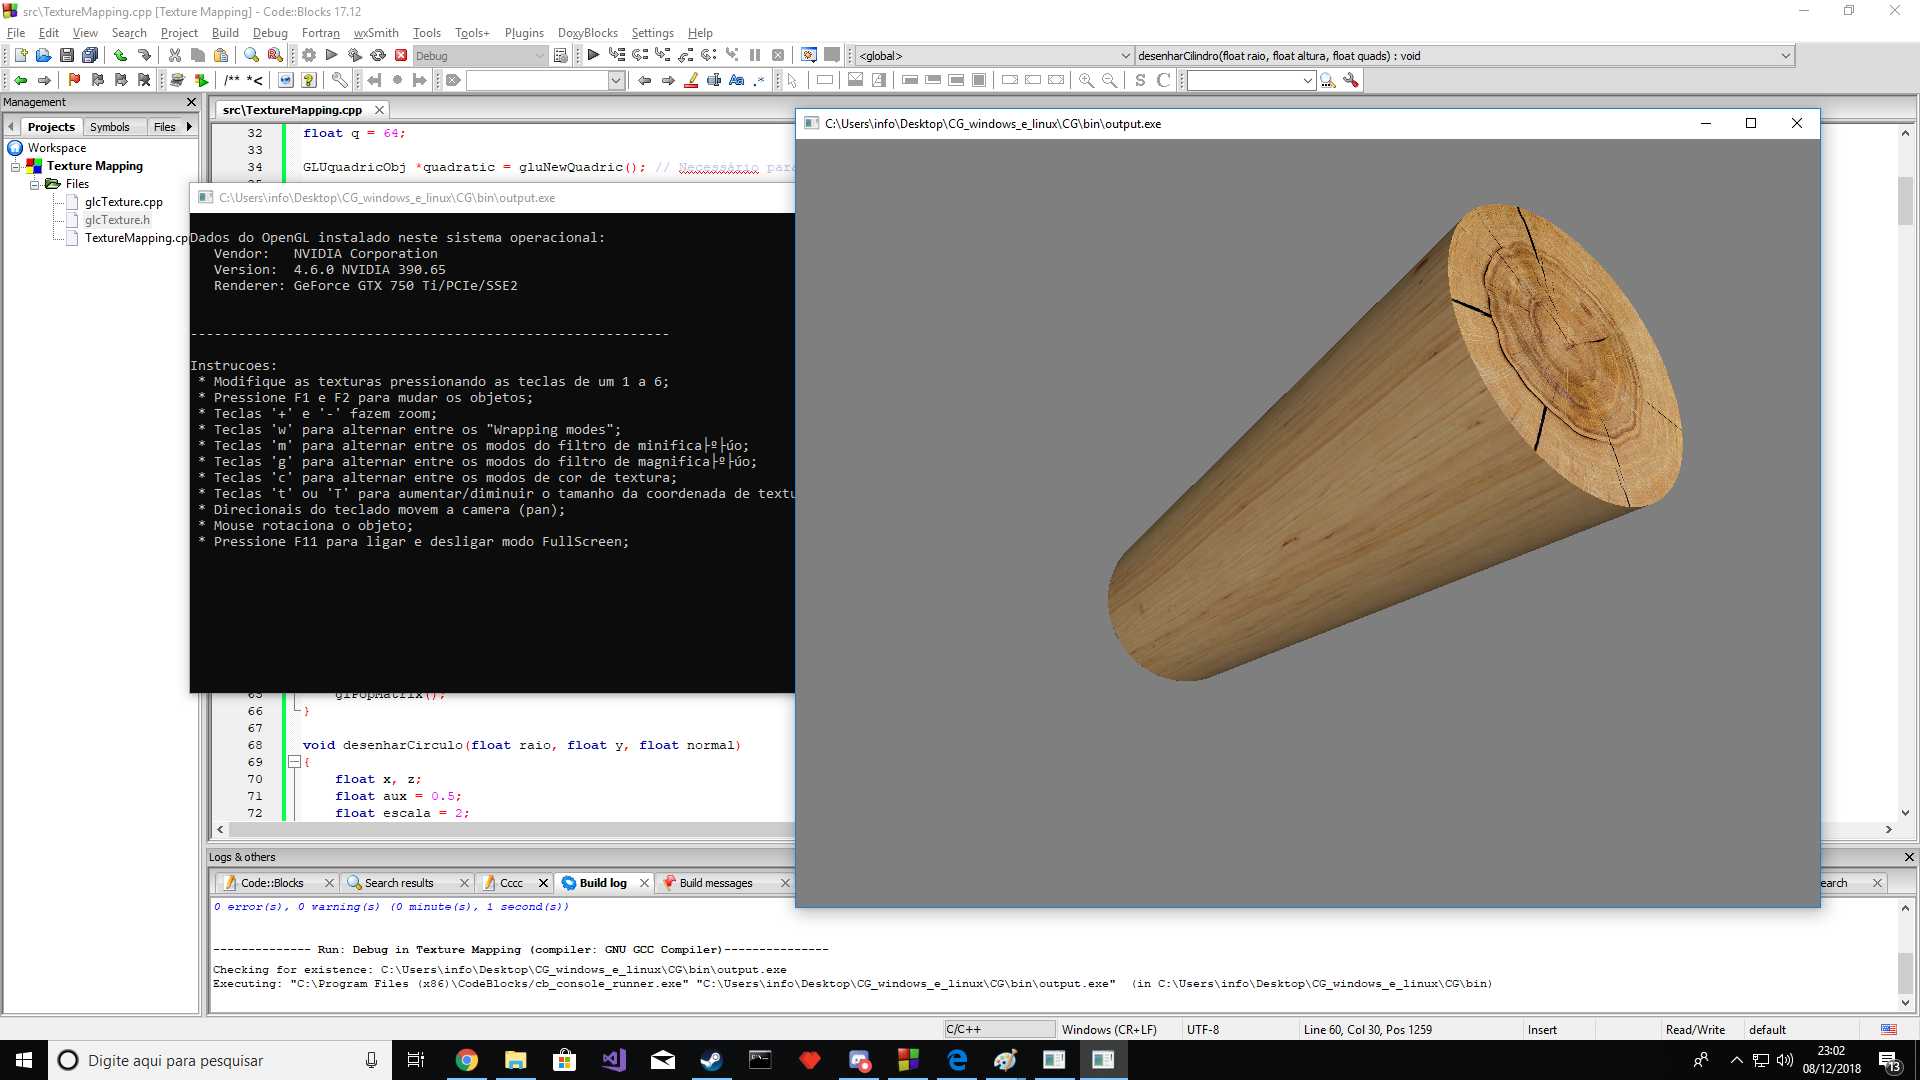 src\TextureMapping.cpp [Texture Mapping] - Code::Blocks 17.12
File Edit View Search Project Build Debug Fortran wxSmith Tools Tools+ Plugins DoxyBlocks Settings Help
Debug
<global>
desenharCilindro(float raio, float altura, float quads) : void
/** *<
Aa .*
S C
Management
Projects Symbols Files
Workspace
Texture Mapping
Files
glcTexture.cpp
glcTexture.h
TextureMapping.cp
src\TextureMapping.cpp
32 float q = 64;
33
34 GLUquadricObj *quadratic = gluNewQuadric(); // Necessário para
C:\Users\info\Desktop\CG_windows_e_linux\CG\bin\output.exe
Dados do OpenGL instalado neste sistema operacional:
Vendor: NVIDIA Corporation
Version: 4.6.0 NVIDIA 390.65
Renderer: GeForce GTX 750 Ti/PCIe/SSE2
------------------------------------------------------------
Instrucoes:
* Modifique as texturas pressionando as teclas de um 1 a 6;
* Pressione F1 e F2 para mudar os objetos;
* Teclas '+' e '-' fazem zoom;
* Teclas 'w' para alternar entre os "Wrapping modes";
* Teclas 'm' para alternar entre os modos do filtro de minifica├º├úo;
* Teclas 'g' para alternar entre os modos do filtro de magnifica├º├úo;
* Teclas 'c' para alternar entre os modos de cor de textura;
* Teclas 't' ou 'T' para aumentar/diminuir o tamanho da coordenada de textu
* Direcionais do teclado movem a camera (pan);
* Mouse rotaciona o objeto;
* Pressione F11 para ligar e desligar modo FullScreen;
C:\Users\info\Desktop\CG_windows_e_linux\CG\bin\output.exe
65 glPopMatrix();
66 }
67
68 void desenharCirculo(float raio, float y, float normal)
69 {
70 float x, z;
71 float aux = 0.5;
72 float escala = 2;
Logs & others
Code::Blocks Search results Cccc Build log Build messages earch
0 error(s), 0 warning(s) (0 minute(s), 1 second(s))
-------------- Run: Debug in Texture Mapping (compiler: GNU GCC Compiler)---------------
Checking for existence: C:\Users\info\Desktop\CG_windows_e_linux\CG\bin\output.exe
Executing: "C:\Program Files (x86)\CodeBlocks/cb_console_runner.exe" "C:\Users\info\Desktop\CG_windows_e_linux\CG\bin\output.exe" (in C:\Users\info\Desktop\CG_windows_e_linux\CG\bin)
C/C++ Windows (CR+LF) UTF-8 Line 60, Col 30, Pos 1259 Insert Read/Write default
Digite aqui para pesquisar
23:02
08/12/2018
13